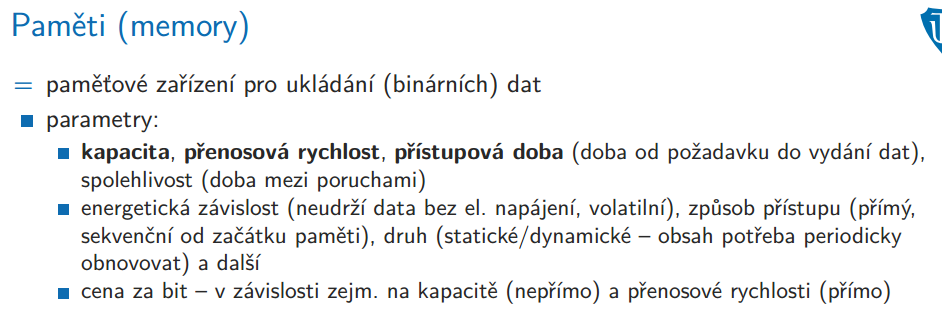 Paměti (memory)
= paměťové zařízení pro ukládání (binárních) dat
parametry:
kapacita, přenosová rychlost, přístupová doba (doba od požadavku do vydání dat),
spolehlivost (doba mezi poruchami)
energetická závislost (neudrží data bez el. napájení, volatilní), způsob přístupu (přímý,
sekvenční od začátku paměti), druh (statické/dynamické – obsah potřeba periodicky
obnovovat) a další
cena za bit – v závislosti zejm. na kapacitě (nepřímo) a přenosové rychlosti (přímo)